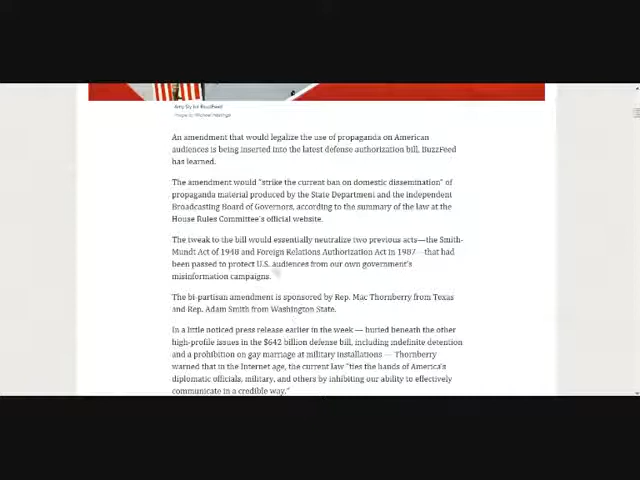 Image by Michael Hastings
An amendment that would legalize the use of propaganda on American
audiences is being inserted into the latest defense authorization bill, BuzzFeed
has learned.
The amendment would "strike the current ban on domestic dissemination" of
propaganda material produced by the State Department and the independent
Broadcasting Board of Governors, according to the summary of the law at the
House Rules Committee's official website.
The tweak to the bill would essentially neutralize two previous acts—the Smith-
Mundt Act of 1948 and Foreign Relations Authorization Act in 1987—that had
been passed to protect U.S. audiences from our own government's
misinformation campaigns.
The bi-partisan amendment is sponsored by Rep. Mac Thornberry from Texas
and Rep. Adam Smith from Washington State.
In a little noticed press release earlier in the week — buried beneath the other
high-profile issues in the $642 billion defense bill, including indefinite detention
and a prohibition on gay marriage at military installations — Thornberry
warned that in the Internet age, the current law "ties the hands of America's
diplomatic officials, military, and others by inhibiting our ability to effectively
communicate in a credible way."